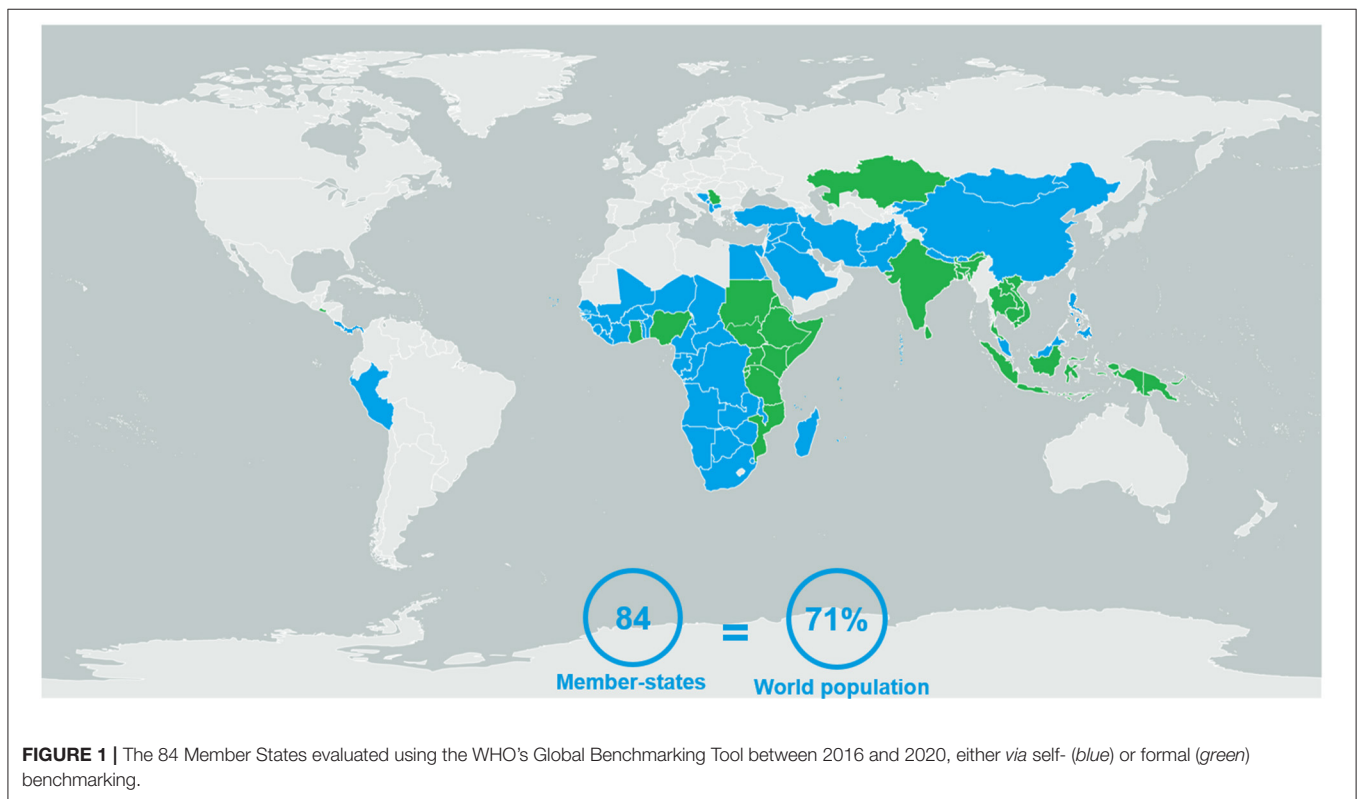 84
=
71%
Member-states
World population
FIGURE 1 | The 84 Member States evaluated using the WHO's Global Benchmarking Tool between 2016 and 2020, either via self- (blue) or formal (green)
benchmarking.